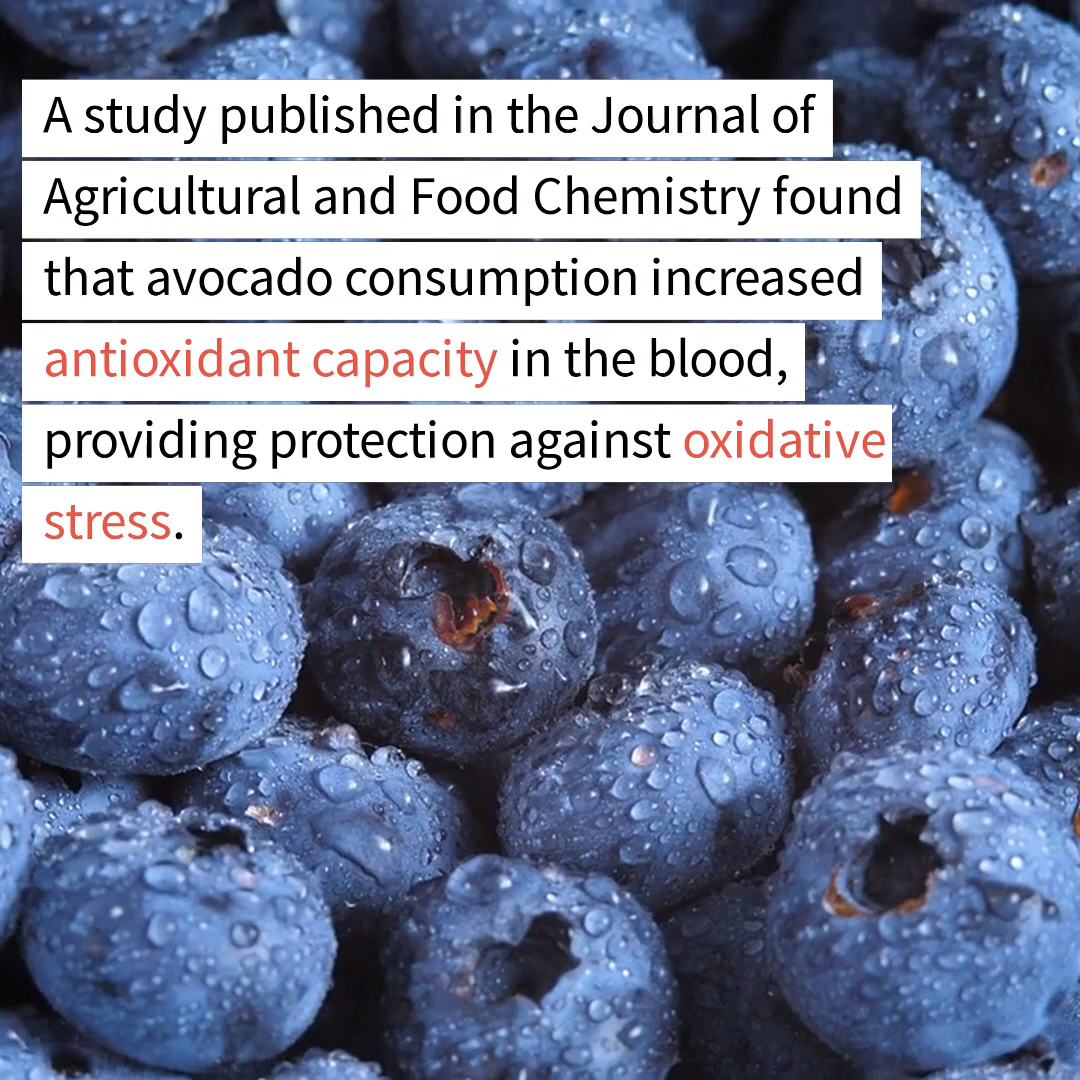 A study published in the Journal of
Agricultural and Food Chemistry found
that avocado consumption increased
antioxidant capacity in the blood,
providing protection against oxidative
stress.